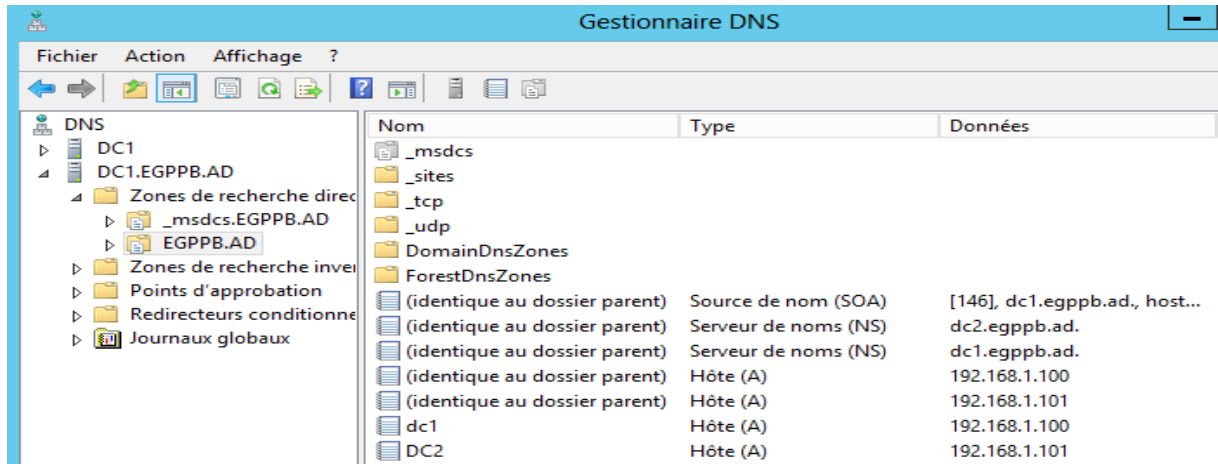 Gestionnaire DNS
Fichier Action Affichage ?
DNS
DC1
DC1.EGPPB.AD
Zones de recherche direc
_msdcs.EGPPB.AD
EGPPB.AD
Zones de recherche inver
Points d'approbation
Redirecteurs conditionne
Journaux globaux
Nom Type Données
_msdcs
_sites
_tcp
_udp
DomainDnsZones
ForestDnsZones
(identique au dossier parent) Source de nom (SOA) [146], dc1.egppb.ad., host...
(identique au dossier parent) Serveur de noms (NS) dc2.egppb.ad.
(identique au dossier parent) Serveur de noms (NS) dc1.egppb.ad.
(identique au dossier parent) Hôte (A) 192.168.1.100
(identique au dossier parent) Hôte (A) 192.168.1.101
dc1 Hôte (A) 192.168.1.100
DC2 Hôte (A) 192.168.1.101